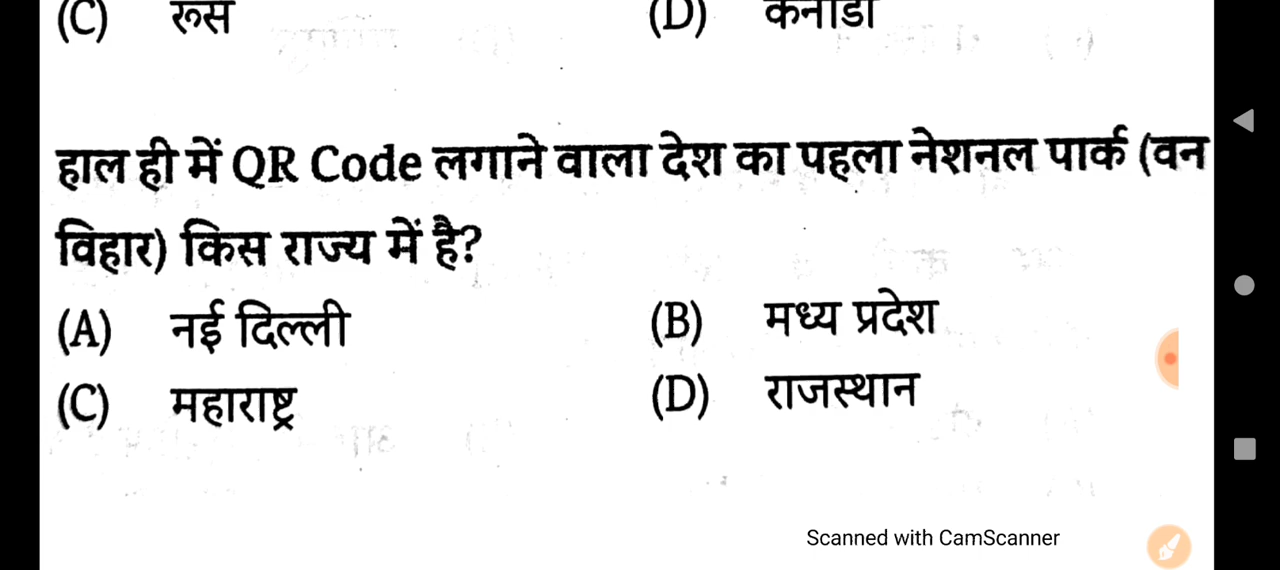 (C) रूस (D) कनाडा
हाल ही में QR Code लगाने वाला देश का पहला नेशनल पार्क (वन
विहार) किस राज्य में है?
(A) नई दिल्ली (B) मध्य प्रदेश
(C) महाराष्ट्र (D) राजस्थान
Scanned with CamScanner